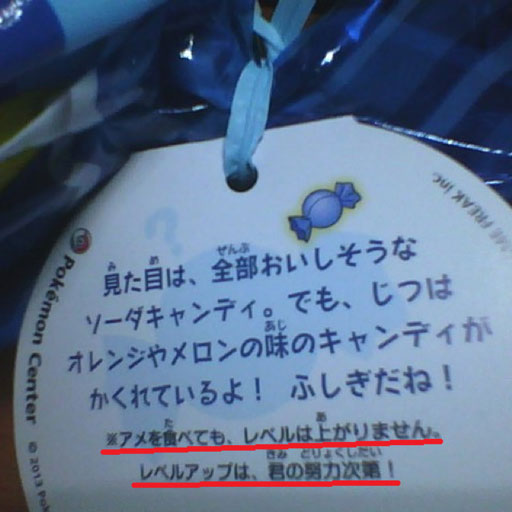 見た目は、全部おいしそうな
ソーダキャンディ。でも、じつは
オレンジやメロンの味のキャンディが
かくれているよ! ふしぎだね!
※アメを食べても、レベルは上がりません。
レベルアップは、君の努力次第!
Pokémon Center © 2013
FREAK inc.